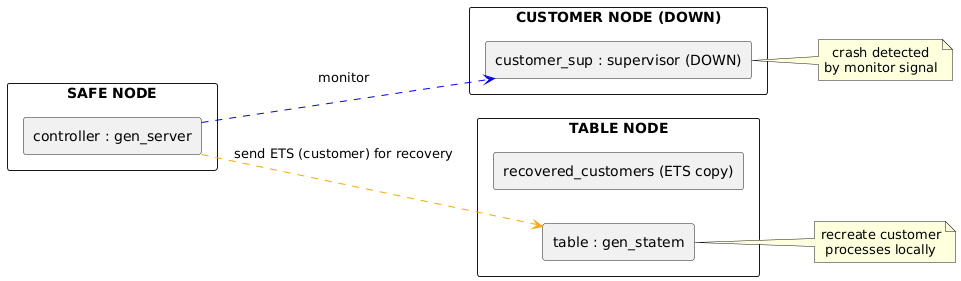 CUSTOMER NODE (DOWN)
customer_sup : supervisor (DOWN)
crash detected
by monitor signal
monitor
SAFE NODE
controller : gen_server
send ETS (customer) for recovery
TABLE NODE
recovered_customers (ETS copy)
table : gen_statem
recreate customer
processes locally